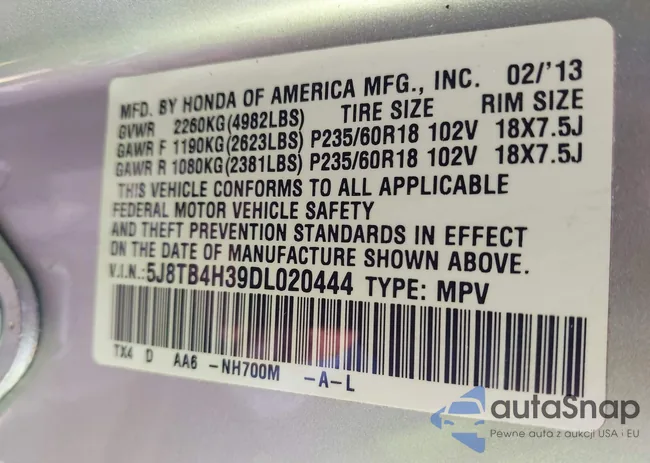 MFD. BY HONDA OF AMERICA MFG., INC. 02/'13
GVWR 2260KG(4982LBS) TIRE SIZE RIM SIZE
GAWR F 1190KG(2623LBS) P235/60R18 102V 18X7.5J
GAWR R 1080KG(2381LBS) P235/60R18 102V 18X7.5J
THIS VEHICLE CONFORMS TO ALL APPLICABLE
FEDERAL MOTOR VEHICLE SAFETY
AND THEFT PREVENTION STANDARDS IN EFFECT
ON THE DATE OF MANUFACTURE SHOWN ABOVE.
V.I.N.:5J8TB4H39DL020444 TYPE: MPV
TX4 D AA6 -NH700M -A-L
autaSnap
Pewne auta z aukcji USA i EU